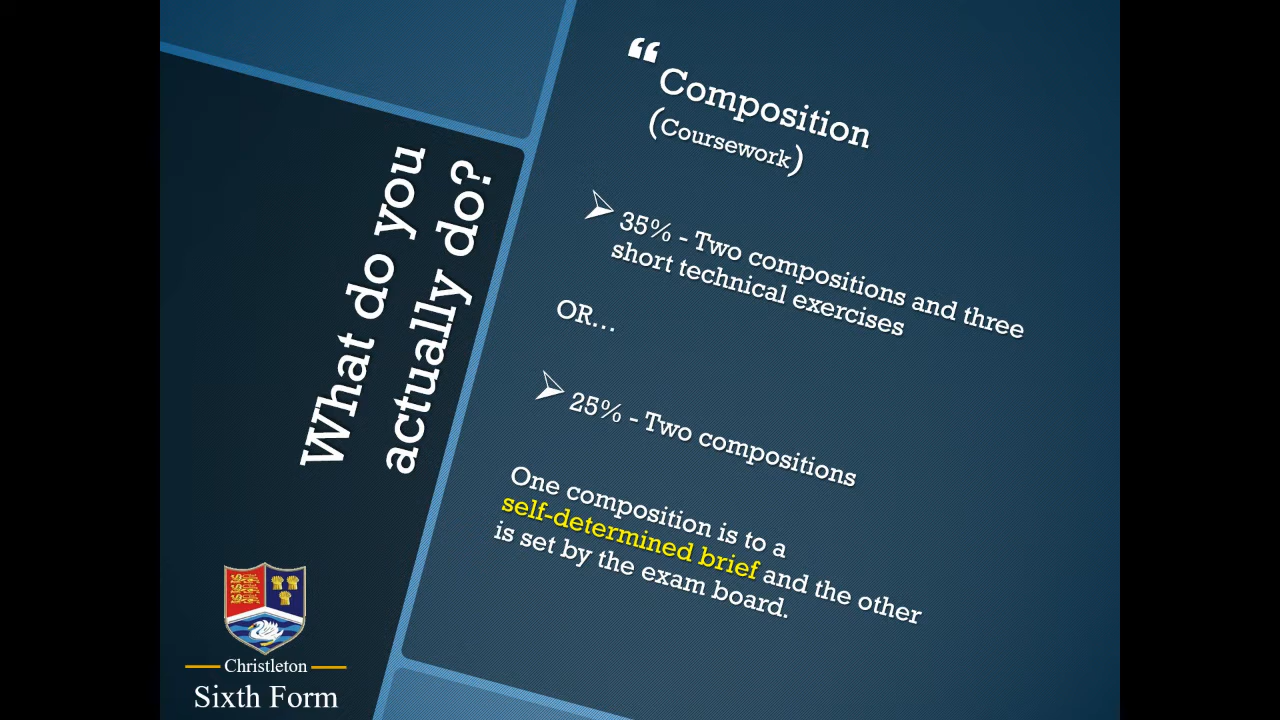 What do you
actually do?
“ Composition
(Coursework)
➢ 35% - Two compositions and three
short technical exercises
OR…
➢ 25% - Two compositions
One composition is to a
self-determined brief and the other
is set by the exam board.
Christleton
Sixth Form